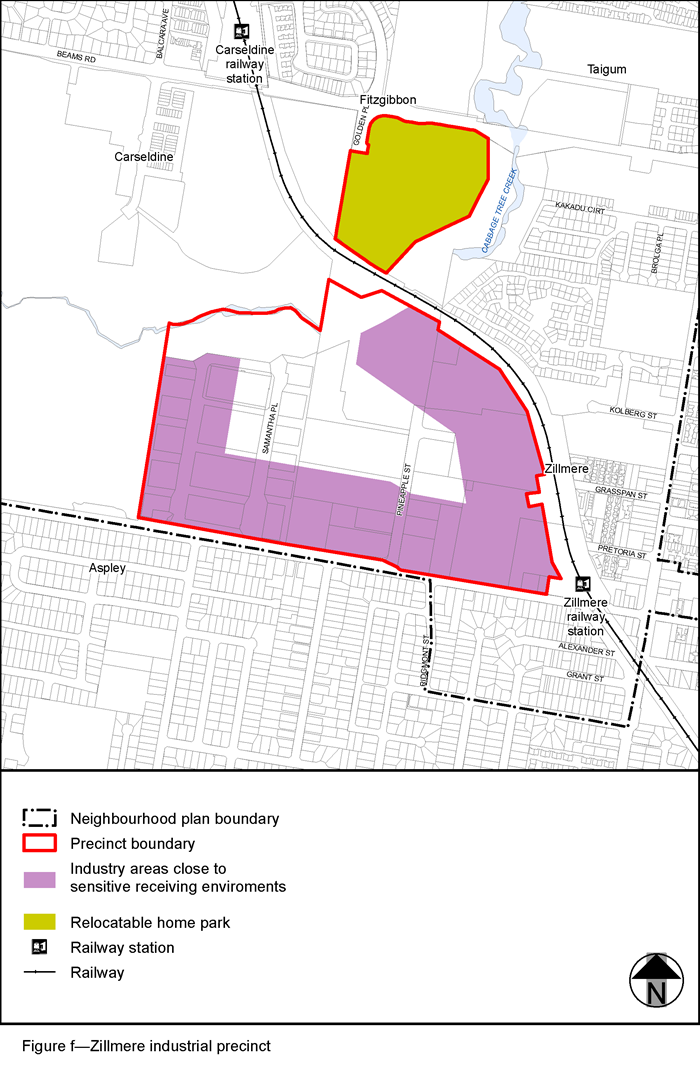 BALCARA AVE
Carseldine
railway
station
BEAMS RD
Taigum
Fitzgibbon
GOLDEN PL
Carseldine
CABBAGE TREE CREEK
KAKADU CIRT
BROLGA PL
SAMANTHA PL
KOLBERG ST
PINEAPPLE ST
Zillmere
GRASSPAN ST
PRETORIA ST
Aspley
Zillmere
railway
station
RIDGMONT ST
ALEXANDER ST
GRANT ST
Neighbourhood plan boundary
Precinct boundary
Industry areas close to
sensitive receiving enviroments
Relocatable home park
Railway station
Railway
N
Figure f—Zillmere industrial precinct